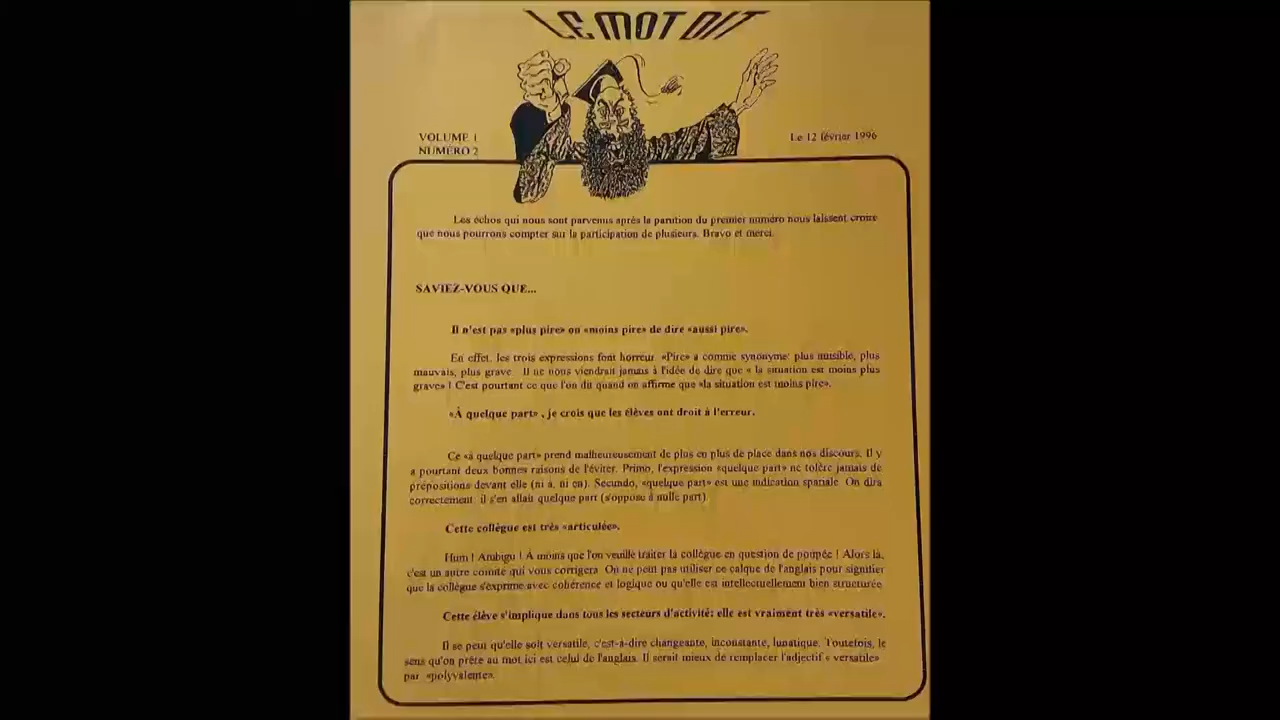 LE MOT DIT
VOLUME 1
NUMÉRO 2
Le 12 février 1996
Les échos qui nous sont parvenus après la parution du premier numéro nous laissent croire
que nous pourrons compter sur la participation de plusieurs. Bravo et merci.
SAVIEZ-VOUS QUE...
Il n'est pas «plus pire» ou «moins pire» de dire «aussi pire».
En effet, les trois expressions font horreur. «Pire» a comme synonyme: plus nuisible, plus
mauvais, plus grave. Il ne nous viendrait jamais à l'idée de dire que « la situation est moins plus
grave» ! C'est pourtant ce que l'on dit quand on affirme que «la situation est moins pire».
«À quelque part» , je crois que les élèves ont droit à l'erreur.
Ce «à quelque part» prend malheureusement de plus en plus de place dans nos discours. Il y
a pourtant deux bonnes raisons de l'éviter. Primo, l'expression «quelque part» ne tolère jamais de
prépositions devant elle (ni à, ni en). Secundo, «quelque part» est une indication spatiale. On dira
correctement: il s'en allait quelque part (s'oppose à nulle part).
Cette collègue est très «articulée».
Hum ! Ambigu ! À moins que l'on veuille traiter la collègue en question de poupée ! Alors là,
c'est un autre comité qui vous corrigera. On ne peut pas utiliser ce calque de l'anglais pour signifier
que la collègue s'exprime avec cohérence et logique ou qu'elle est intellectuellement bien structurée.
Cette élève s'implique dans tous les secteurs d'activité; elle est vraiment très «versatile».
Il se peut qu'elle soit versatile, c'est-à-dire changeante, inconstante, lunatique. Toutefois, le
sens qu'on prête au mot ici est celui de l'anglais. Il serait mieux de remplacer l'adjectif « versatile»
par «polyvalente».